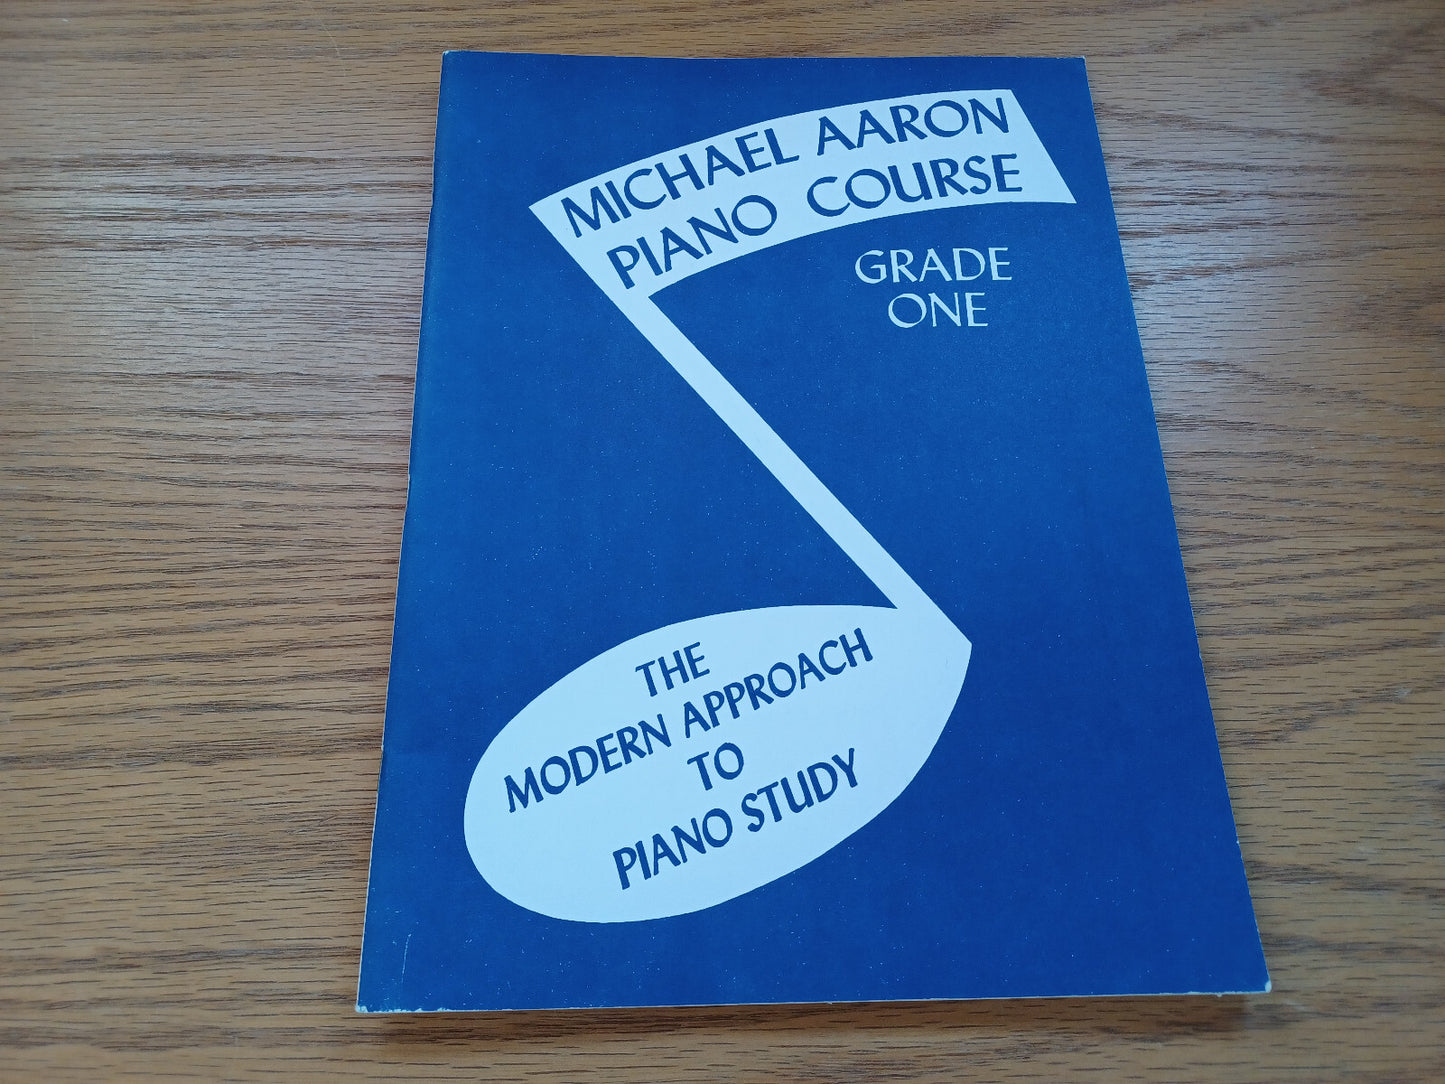 MICHAEL AARON
PIANO COURSE
GRADE
ONE
THE
MODERN APPROACH
TO
PIANO STUDY